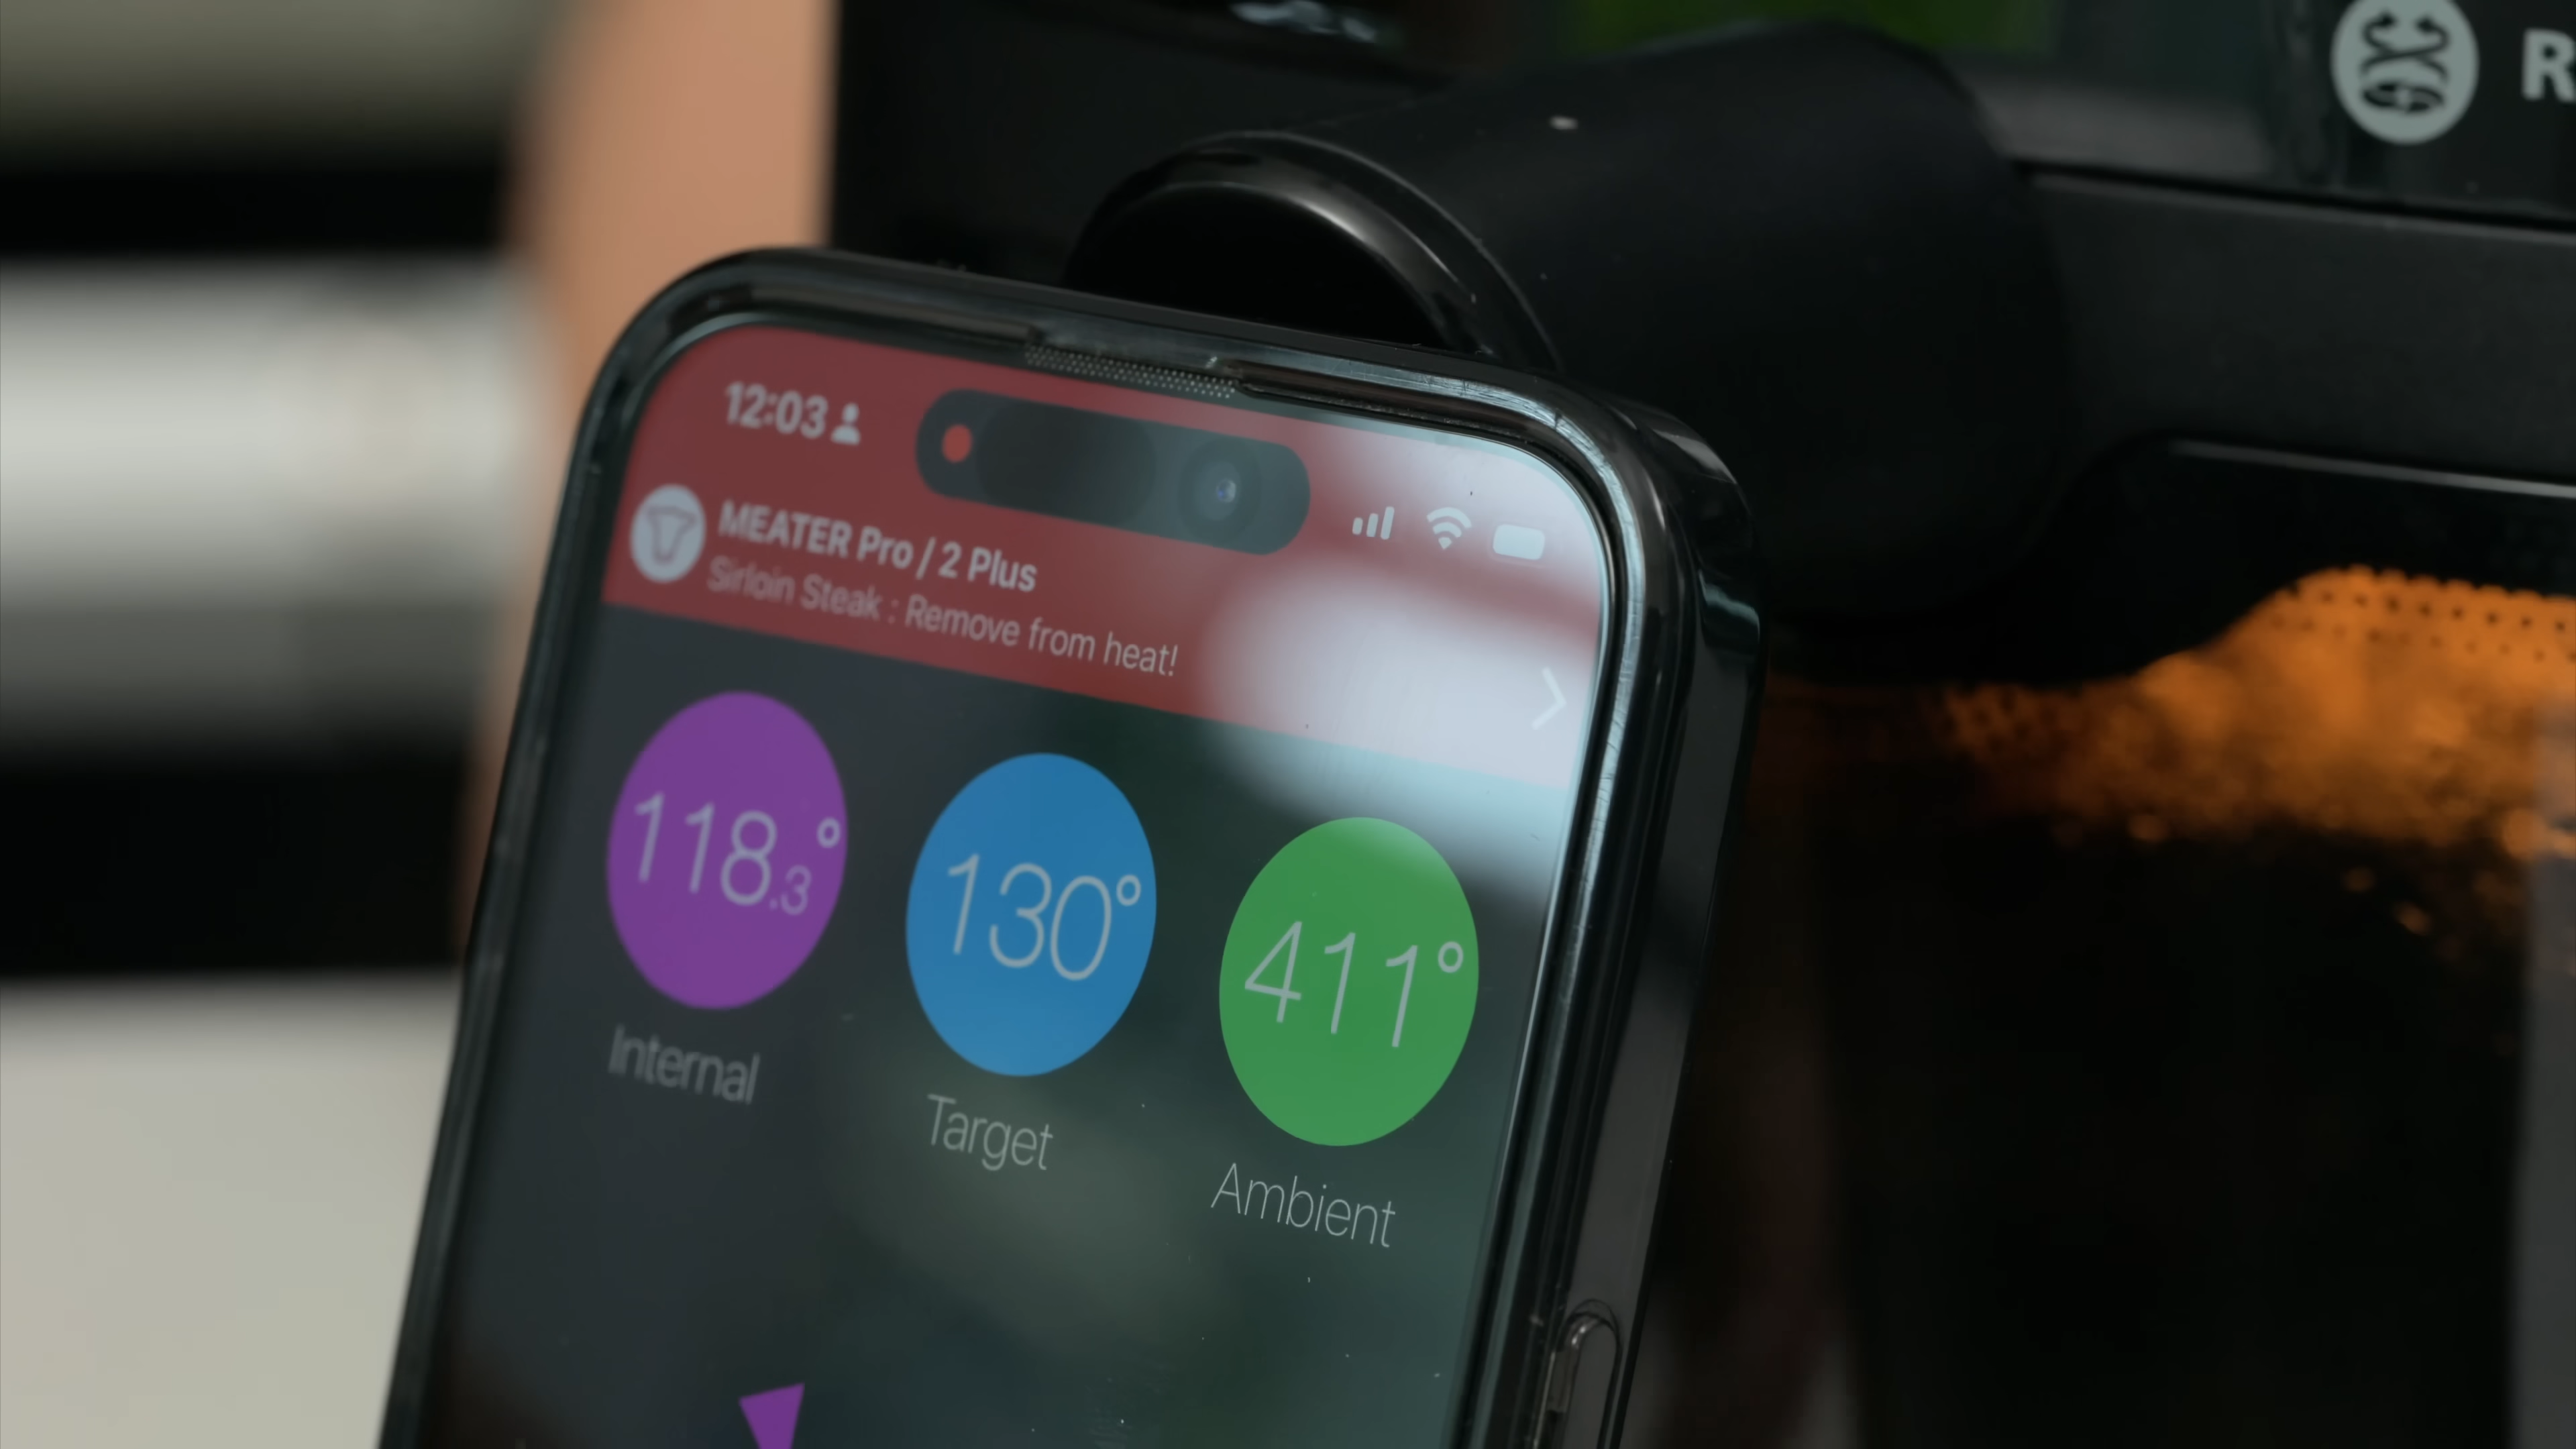 R
12:03
MEATER Pro / 2 Plus
Sirloin Steak : Remove from heat!
118.3°
130°
411°
Internal
Target
Ambient